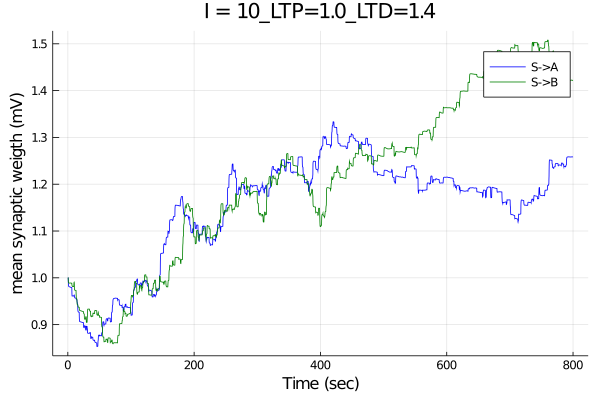 I = 10_LTP=1.0_LTD=1.4
mean synaptic weigth (mV)
1.5
1.4
1.3
1.2
1.1
1.0
0.9
S->A
S->B
0
200
400
600
800
Time (sec)